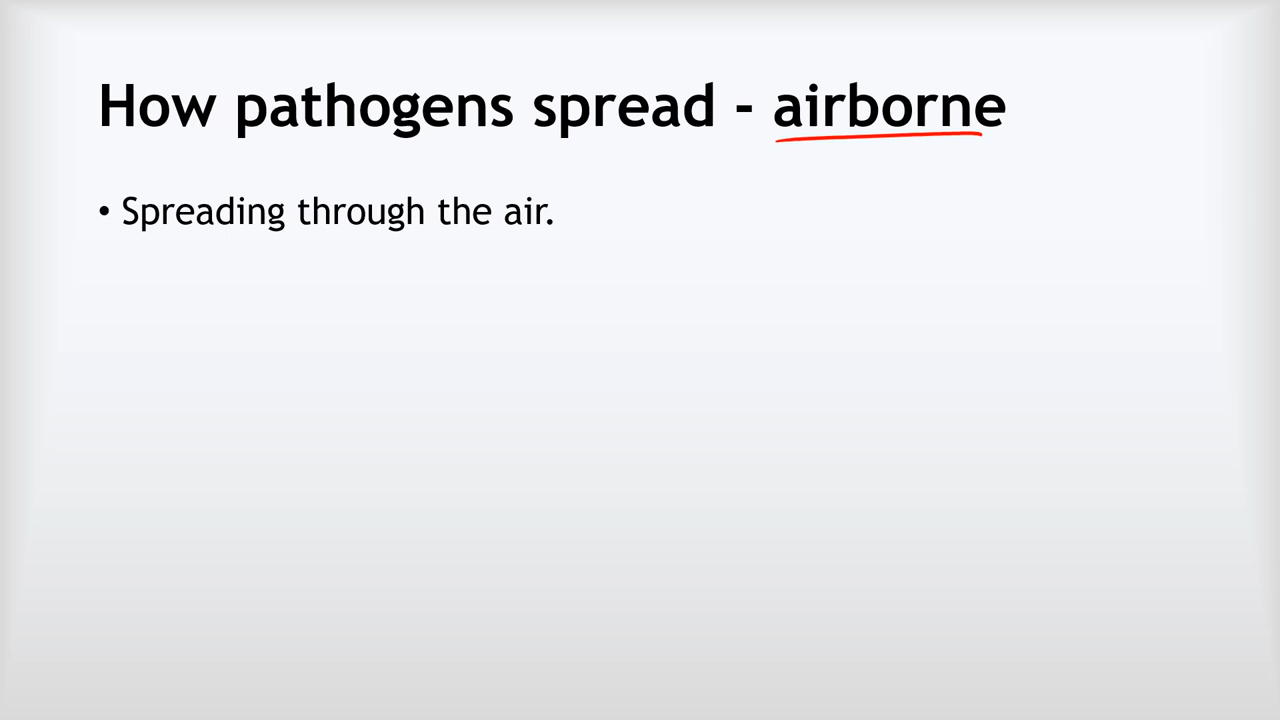 How pathogens spread - airborne
• Spreading through the air.